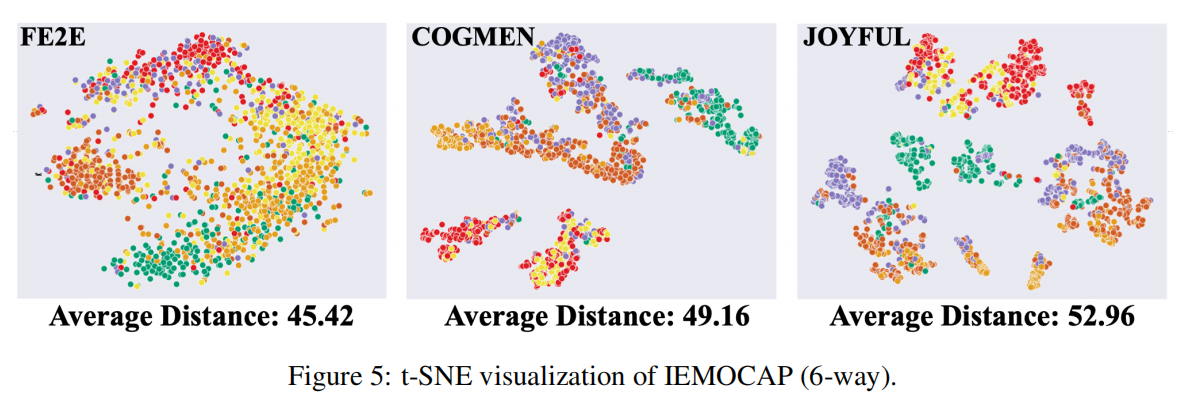 FE2E
COGMEN
JOYFUL
Average Distance: 45.42
Average Distance: 49.16
Average Distance: 52.96
Figure 5: t-SNE visualization of IEMOCAP (6-way).